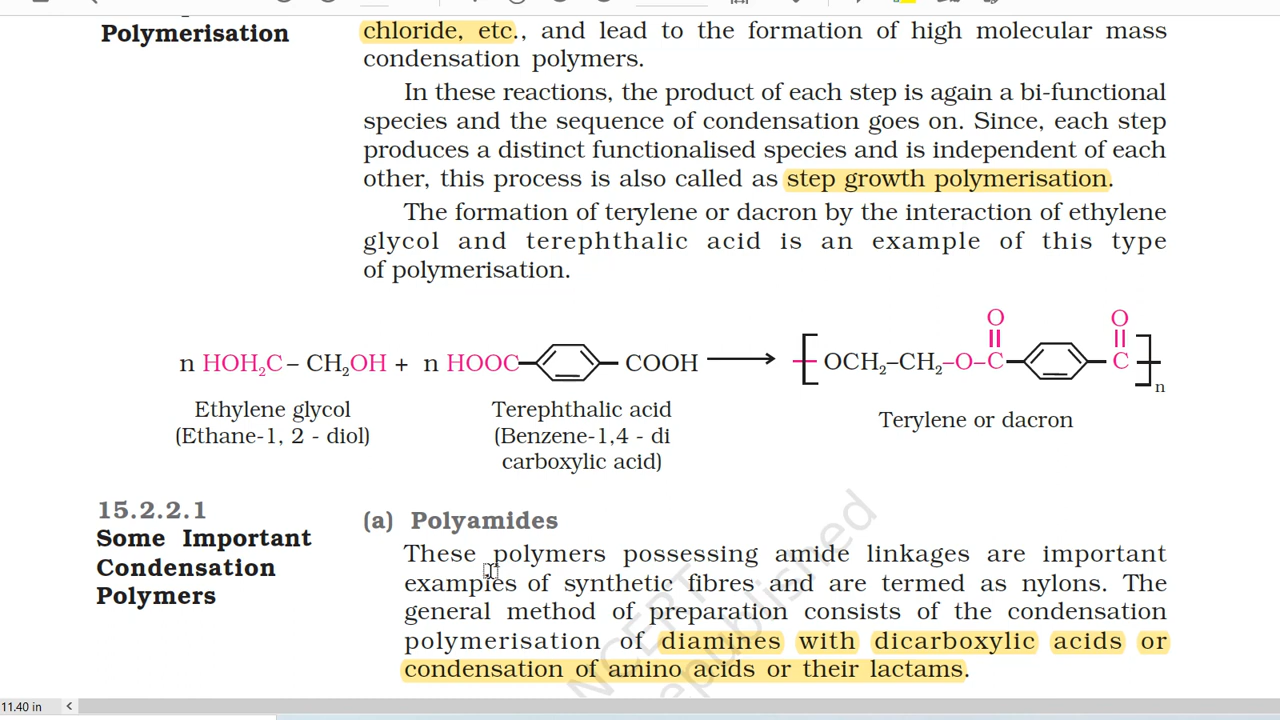 Polymerisation
chloride, etc., and lead to the formation of high molecular mass
condensation polymers.
In these reactions, the product of each step is again a bi-functional
species and the sequence of condensation goes on. Since, each step
produces a distinct functionalised species and is independent of each
other, this process is also called as step growth polymerisation.
The formation of terylene or dacron by the interaction of ethylene
glycol and terephthalic acid is an example of this type
of polymerisation.
O O
n HOH₂C – CH₂OH + n HOOC COOH OCH₂–CH₂–O–C C n
Ethylene glycol
(Ethane-1, 2 - diol)
Terephthalic acid
(Benzene-1,4 - di
carboxylic acid)
Terylene or dacron
15.2.2.1
Some Important
Condensation
Polymers
(a) Polyamides
These polymers possessing amide linkages are important
examples of synthetic fibres and are termed as nylons. The
general method of preparation consists of the condensation
polymerisation of diamines with dicarboxylic acids or
condensation of amino acids or their lactams.
NCERT
republished
11.40 in